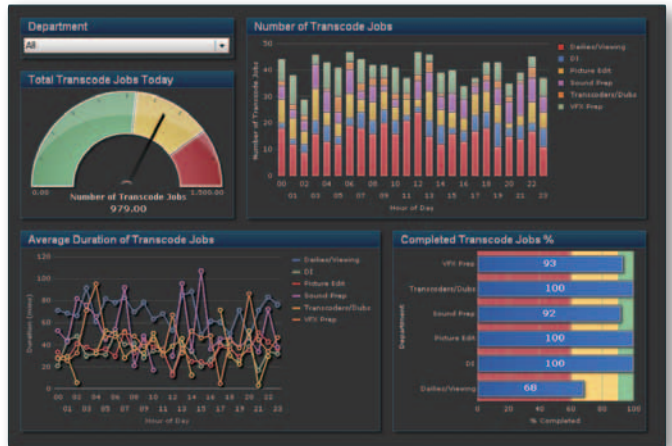 Department
All
Total Transcode Jobs Today
0.00
1,500.00
Number of Transcode Jobs
979.00
Number of Transcode Jobs
Number of Transcode Jobs
50
40
30
20
10
0
00 02 04 06 08 10 12 14 16 18 20 22
01 03 05 07 09 11 13 15 17 19 21 23
Hour of Day
Dailies/Viewing
DI
Picture Edit
Sound Prep
Transcoders/Dubs
VFX Prep
Average Duration of Transcode Jobs
Duration (mins)
120
100
80
60
40
20
0
00 02 04 06 08 10 12 14 16 18 20 22
01 03 05 07 09 11 13 15 17 19 21 23
Hour of Day
Dailies/Viewing
DI
Picture Edit
Sound Prep
Transcoders/Dubs
VFX Prep
Completed Transcode Jobs %
Department
VFX Prep 93
Transcoders/Dubs 100
Sound Prep 92
Picture Edit 100
DI 100
Dailies/Viewing 68
0 20 40 60 80 100
% Completed